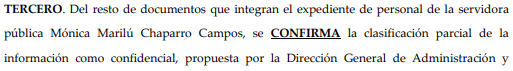 TERCERO. Del resto de documentos que integran el expediente de personal de la servidora
pública Mónica Marilú Chaparro Campos, se CONFIRMA la clasificación parcial de la
información como confidencial, propuesta por la Dirección General de Administración y